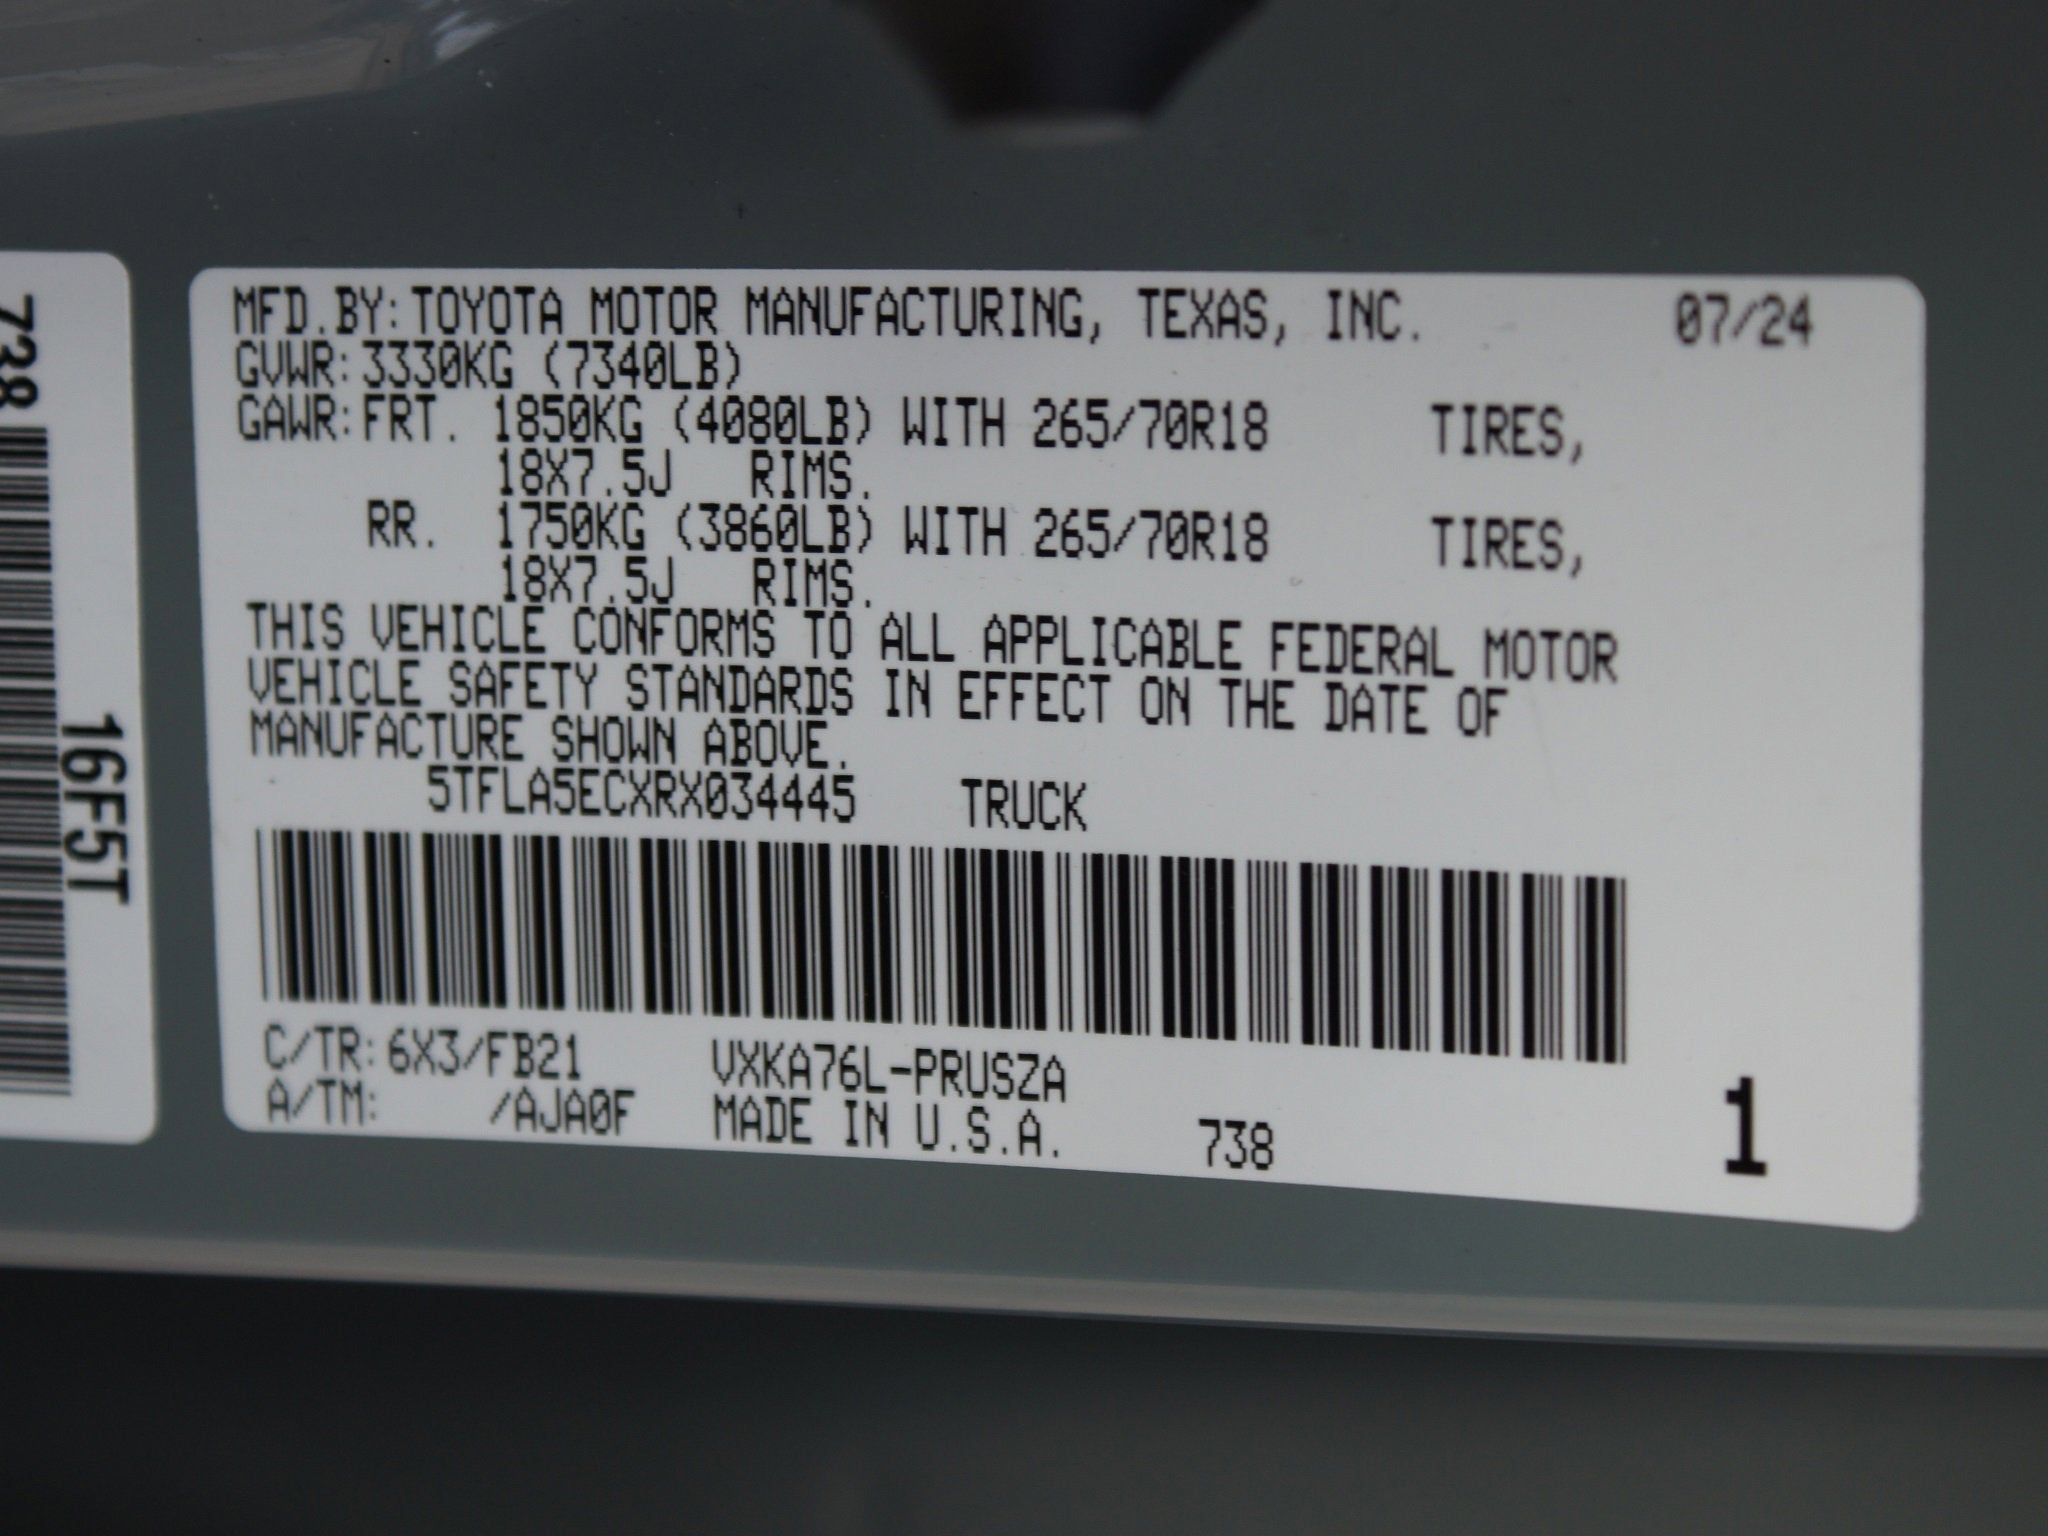 738
16F5T
MFD.BY:TOYOTA MOTOR MANUFACTURING, TEXAS, INC. 07/24
GVWR:3330KG (7340LB)
GAWR:FRT. 1850KG (4080LB) WITH 265/70R18 TIRES,
18X7.5J RIMS.
RR. 1750KG (3860LB) WITH 265/70R18 TIRES,
18X7.5J RIMS.
THIS VEHICLE CONFORMS TO ALL APPLICABLE FEDERAL MOTOR
VEHICLE SAFETY STANDARDS IN EFFECT ON THE DATE OF
MANUFACTURE SHOWN ABOVE.
5TFLA5ECXRX034445 TRUCK
C/TR:6X3/FB21 VXKA76L-PRUSZA
A/TM: /AJA0F MADE IN U.S.A. 738 1